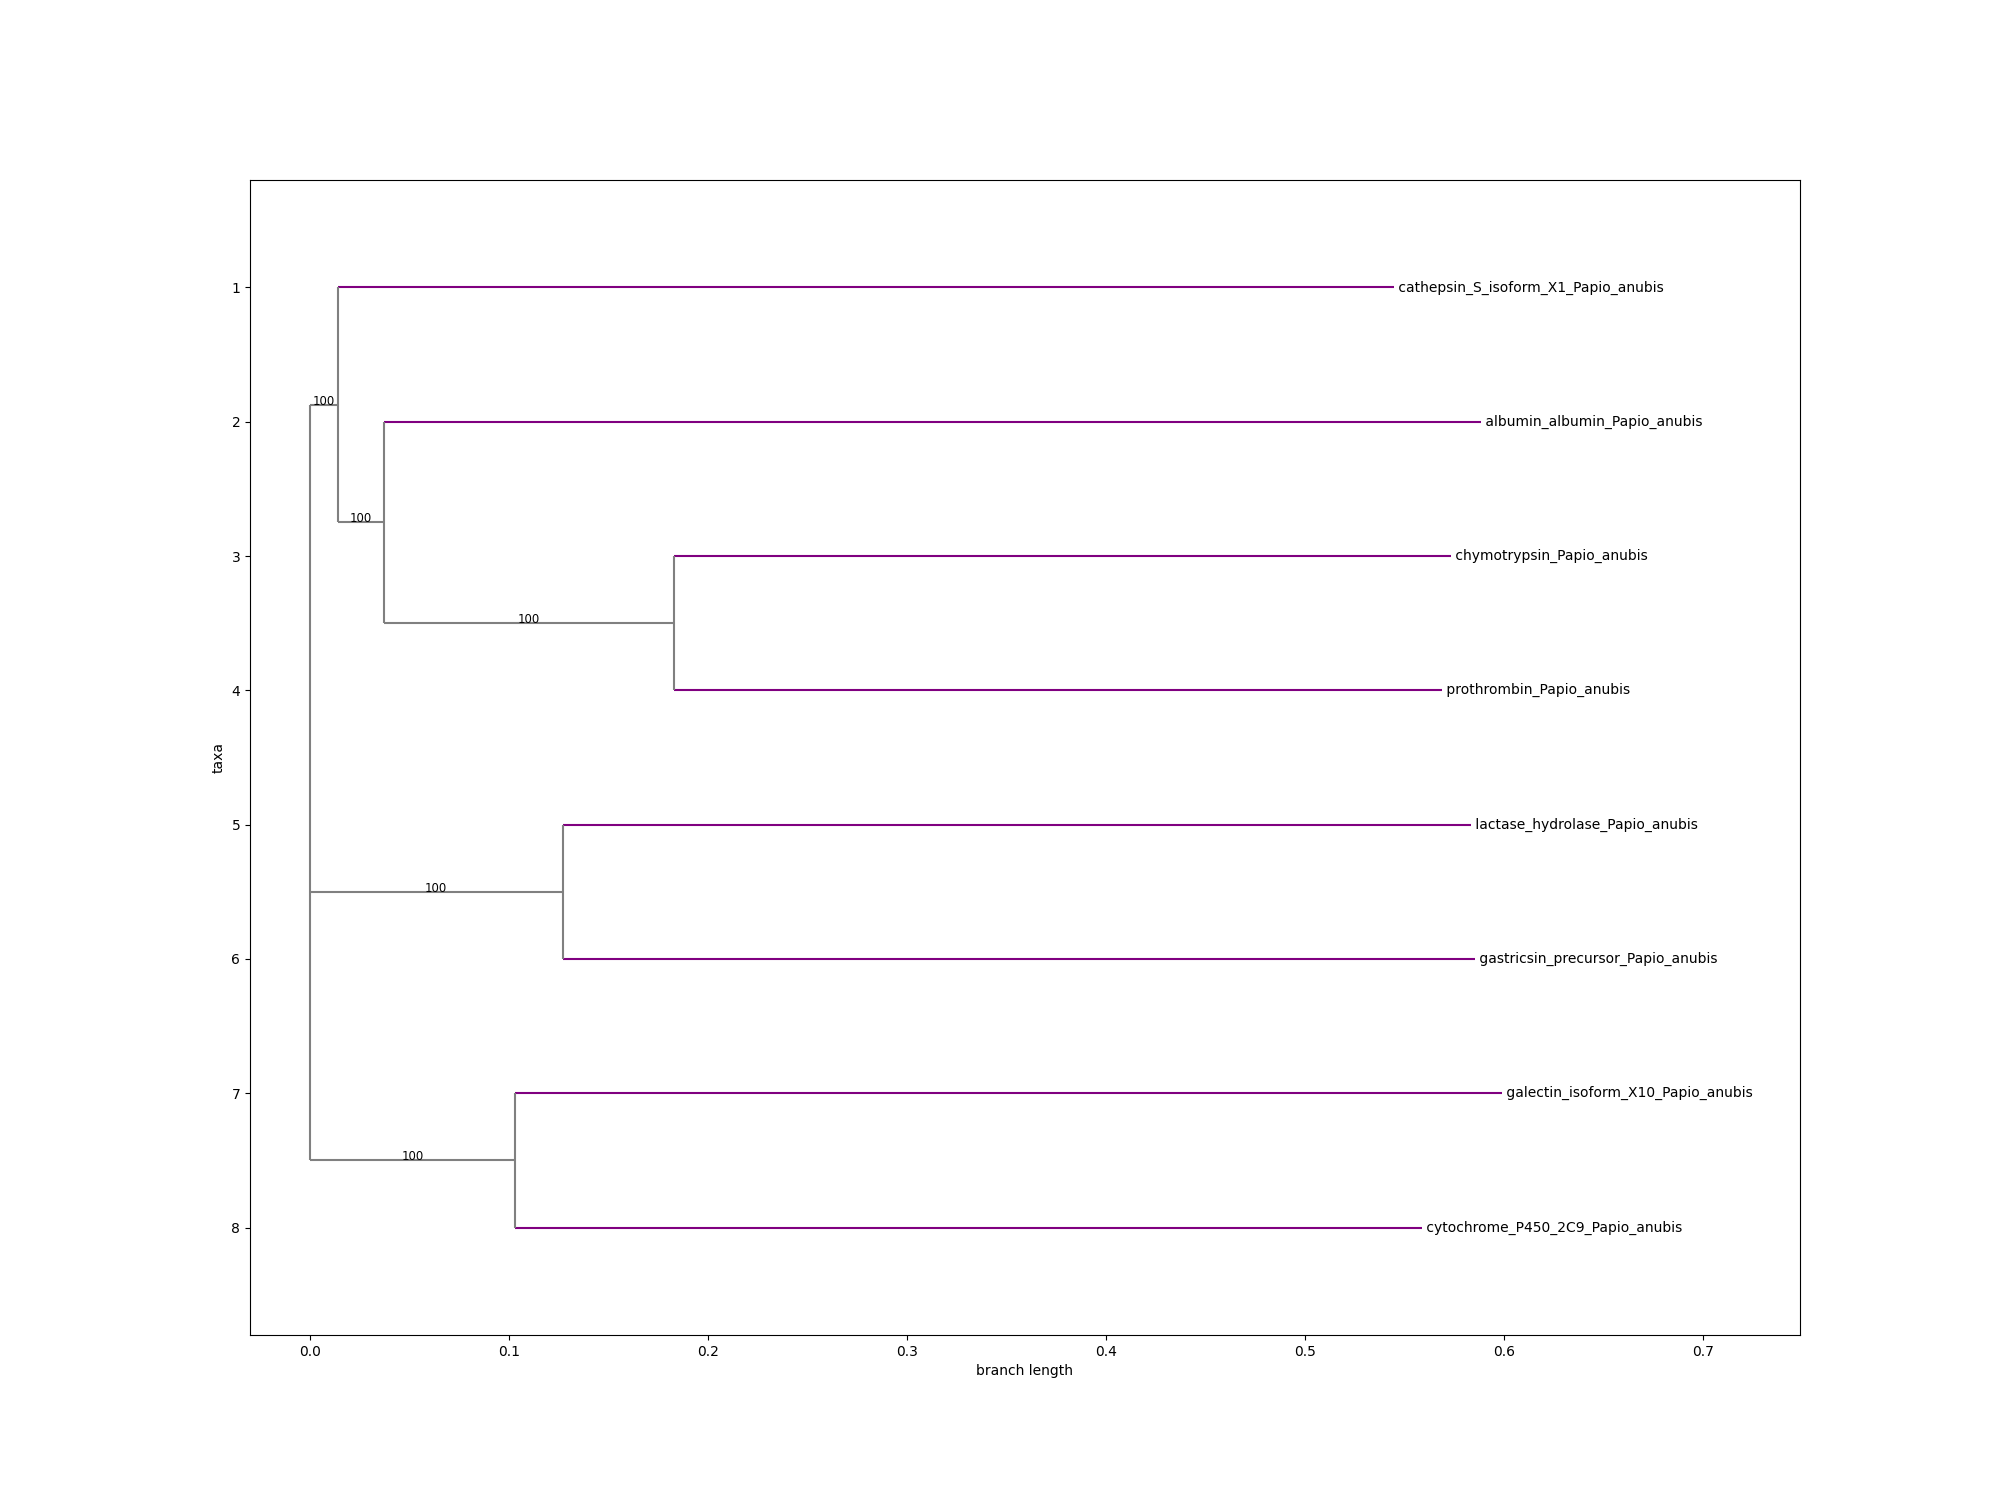 1
cathepsin_S_isoform_X1_Papio_anubis
100
2
albumin_albumin_Papio_anubis
100
3
chymotrypsin_Papio_anubis
100
4
prothrombin_Papio_anubis
taxa
5
lactase_hydrolase_Papio_anubis
100
6
gastricsin_precursor_Papio_anubis
7
galectin_isoform_X10_Papio_anubis
100
8
cytochrome_P450_2C9_Papio_anubis
0.0 0.1 0.2 0.3 0.4 0.5 0.6 0.7
branch length